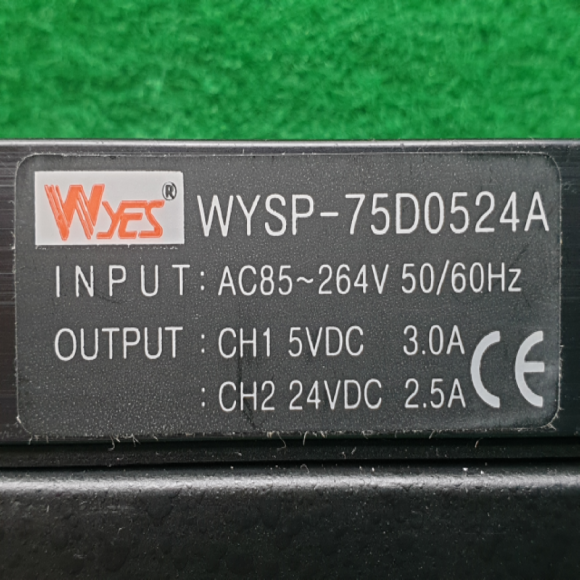 WYES® WYSP-75D0524A
INPUT: AC85~264V 50/60Hz
OUTPUT : CH1 5VDC 3.0A
: CH2 24VDC 2.5A CE